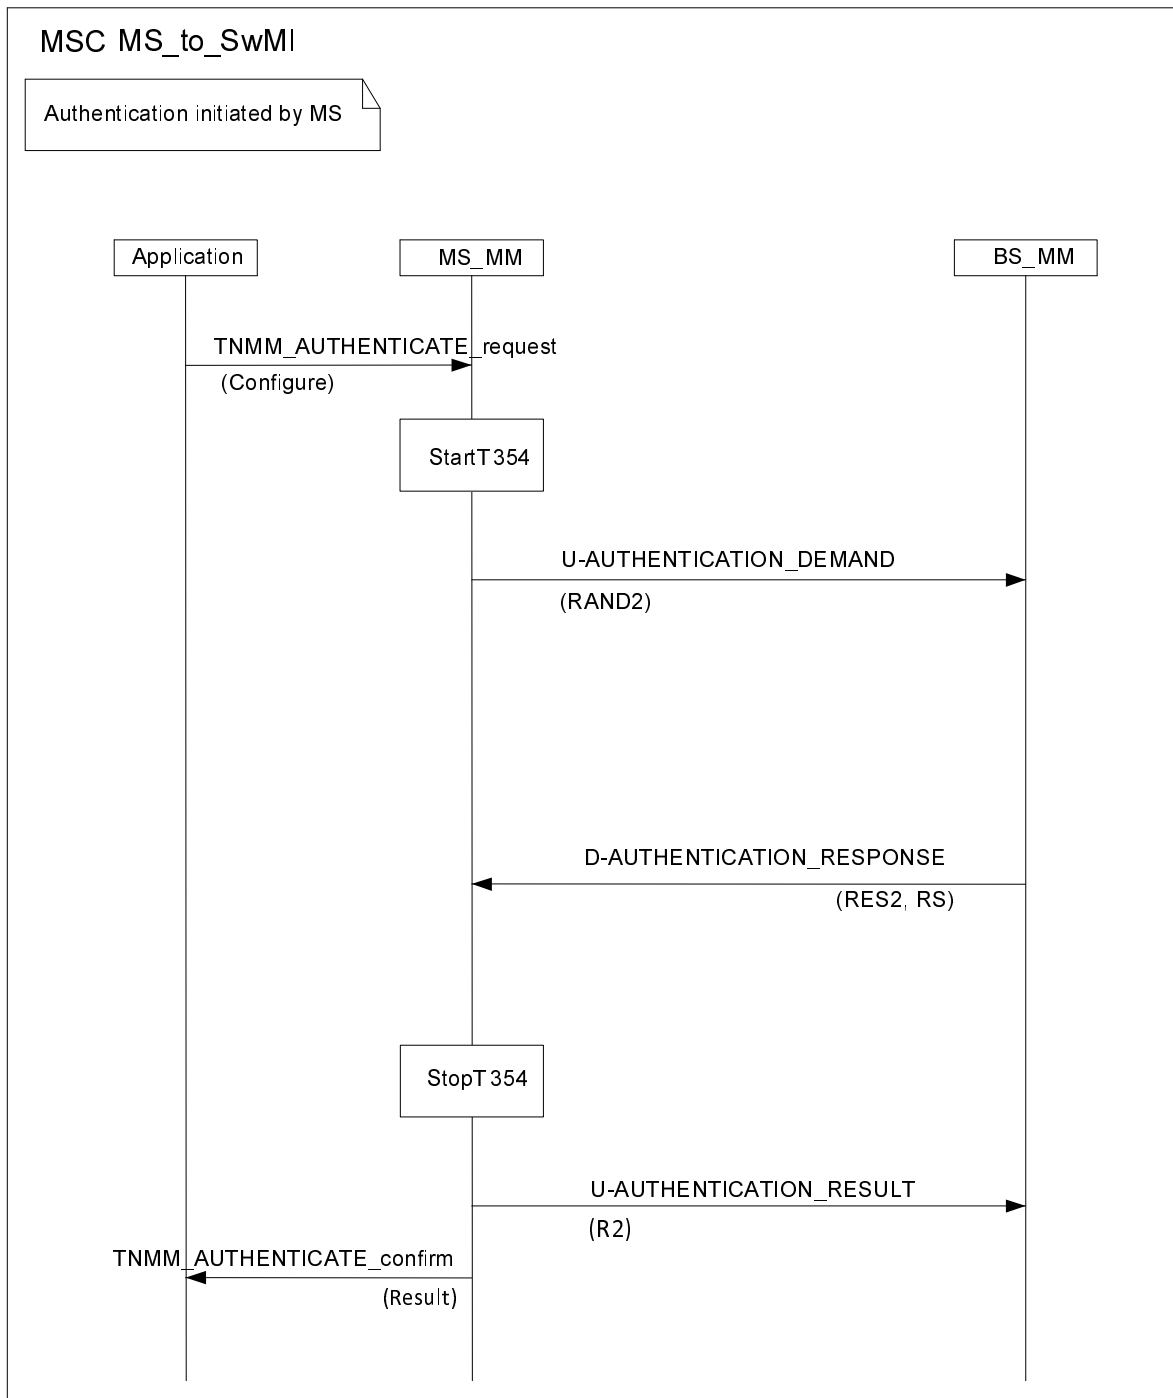 MSC MS_to_SwMI
Authentication initiated by MS
Application
MS_MM
BS_MM
TNMM_AUTHENTICATE_request
(Configure)
StartT354
U-AUTHENTICATION_DEMAND
(RAND2)
D-AUTHENTICATION_RESPONSE
(RES2, RS)
StopT354
U-AUTHENTICATION_RESULT
(R2)
TNMM_AUTHENTICATE_confirm
(Result)